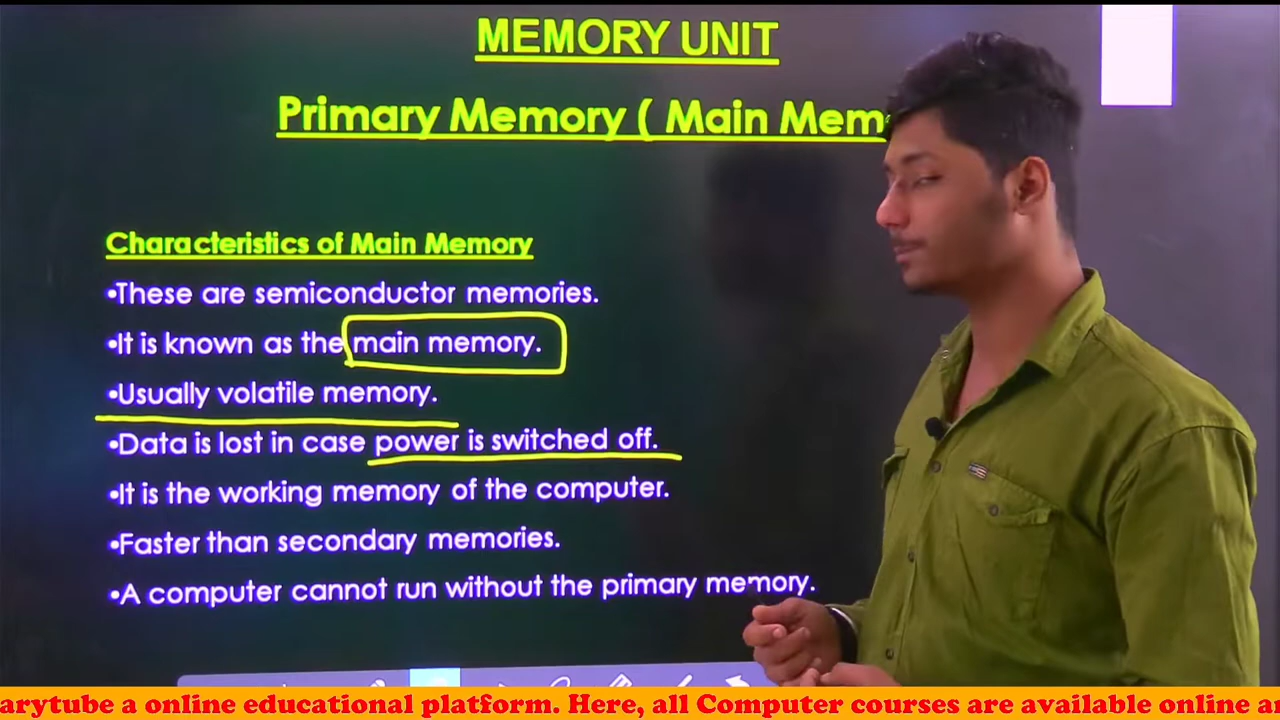 MEMORY UNIT
Primary Memory ( Main Mem
Characteristics of Main Memory
•These are semiconductor memories.
•It is known as the main memory.
•Usually volatile memory.
•Data is lost in case power is switched off.
•It is the working memory of the computer.
•Faster than secondary memories.
•A computer cannot run without the primary memory.
arytube a online educational platform. Here, all Computer courses are available online a